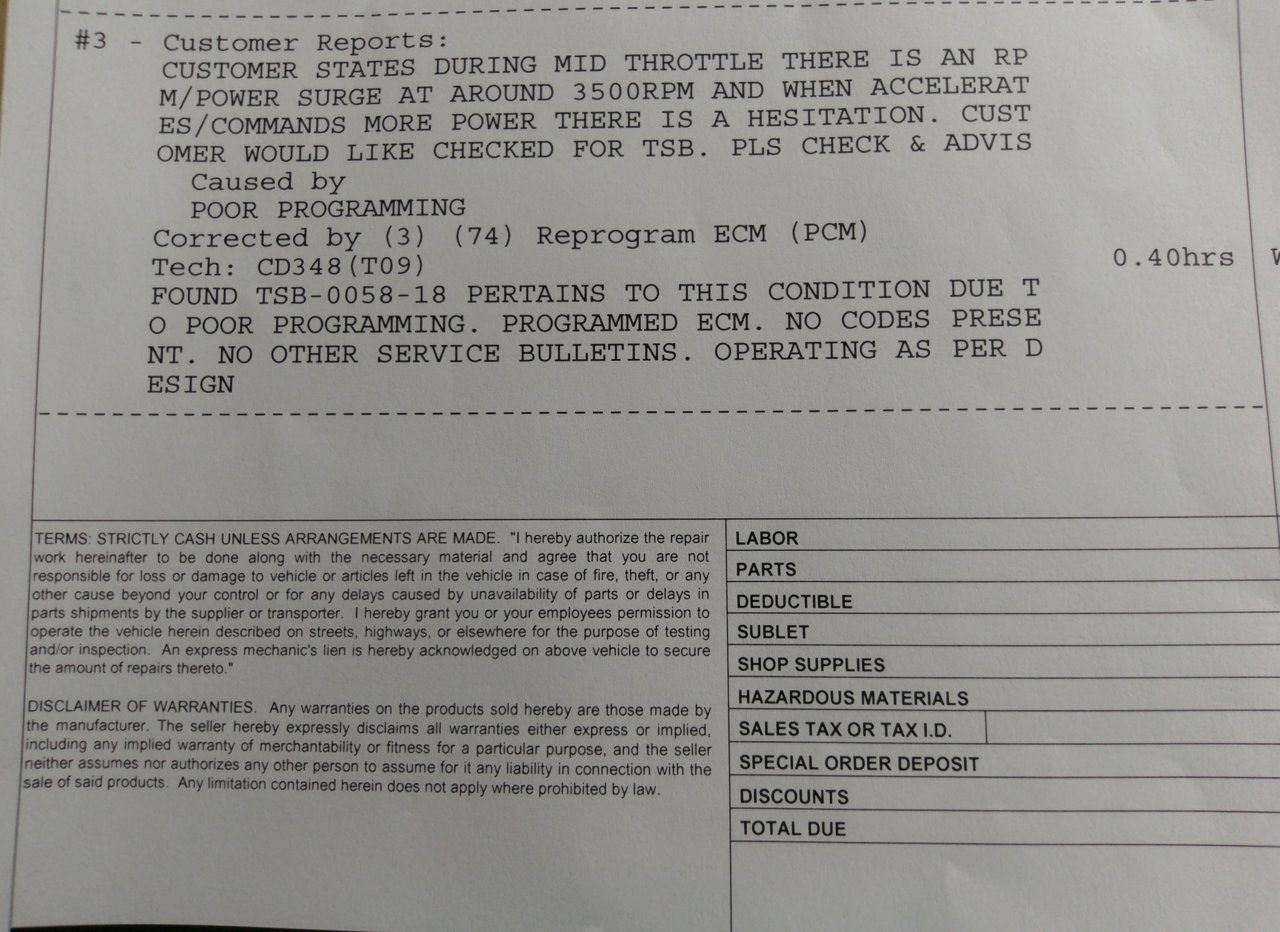 #3 - Customer Reports:
CUSTOMER STATES DURING MID THROTTLE THERE IS AN RP
M/POWER SURGE AT AROUND 3500RPM AND WHEN ACCELERAT
ES/COMMANDS MORE POWER THERE IS A HESITATION. CUST
OMER WOULD LIKE CHECKED FOR TSB. PLS CHECK & ADVIS
Caused by
POOR PROGRAMMING
Corrected by (3) (74) Reprogram ECM (PCM)
Tech: CD348(T09) 0.40hrs W
FOUND TSB-0058-18 PERTAINS TO THIS CONDITION DUE T
O POOR PROGRAMMING. PROGRAMMED ECM. NO CODES PRESE
NT. NO OTHER SERVICE BULLETINS. OPERATING AS PER D
ESIGN
TERMS: STRICTLY CASH UNLESS ARRANGEMENTS ARE MADE. "I hereby authorize the repair
work hereinafter to be done along with the necessary material and agree that you are not
responsible for loss or damage to vehicle or articles left in the vehicle in case of fire, theft, or any
other cause beyond your control or for any delays caused by unavailability of parts or delays in
parts shipments by the supplier or transporter. I hereby grant you or your employees permission to
operate the vehicle herein described on streets, highways, or elsewhere for the purpose of testing
and/or inspection. An express mechanic's lien is hereby acknowledged on above vehicle to secure
the amount of repairs thereto."
DISCLAIMER OF WARRANTIES. Any warranties on the products sold hereby are those made by
the manufacturer. The seller hereby expressly disclaims all warranties either express or implied,
including any implied warranty of merchantability or fitness for a particular purpose, and the seller
neither assumes nor authorizes any other person to assume for it any liability in connection with the
sale of said products. Any limitation contained herein does not apply where prohibited by law.
LABOR
PARTS
DEDUCTIBLE
SUBLET
SHOP SUPPLIES
HAZARDOUS MATERIALS
SALES TAX OR TAX I.D.
SPECIAL ORDER DEPOSIT
DISCOUNTS
TOTAL DUE